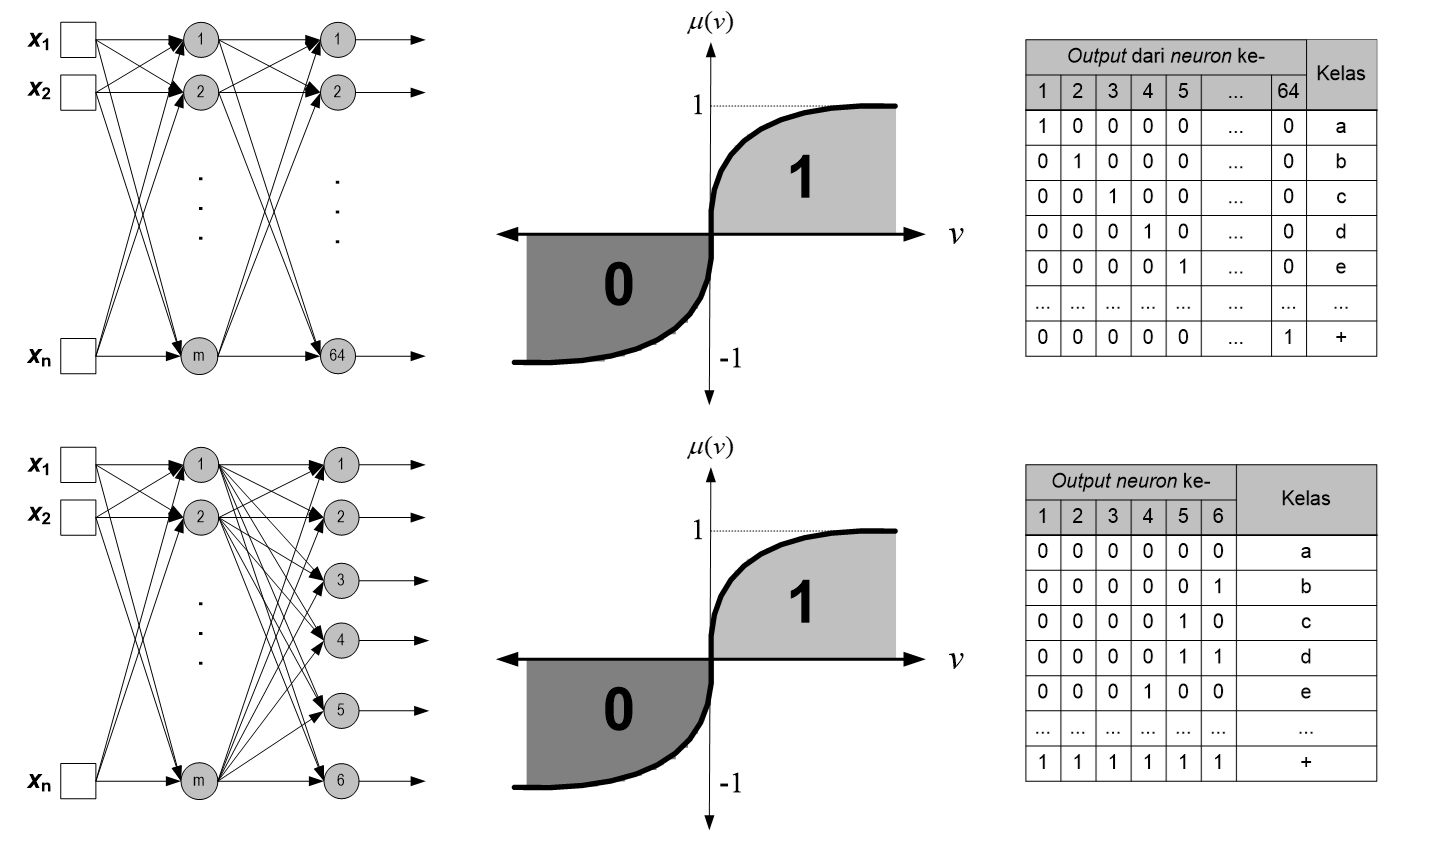 x1
x2
xn
1
2
m
1
2
64
.
.
.
.
.
.
μ(v)
1
1
0
-1
v
Output dari neuron ke- Kelas
1 2 3 4 5 ... 64
1 0 0 0 0 ... 0 a
0 1 0 0 0 ... 0 b
0 0 1 0 0 ... 0 c
0 0 0 1 0 ... 0 d
0 0 0 0 1 ... 0 e
... ... ... ... ... ... ... ...
0 0 0 0 0 ... 1 +
x1
x2
xn
1
2
m
1
2
3
4
5
6
.
.
.
μ(v)
1
1
0
-1
v
Output neuron ke- Kelas
1 2 3 4 5 6
0 0 0 0 0 0 a
0 0 0 0 0 1 b
0 0 0 0 1 0 c
0 0 0 0 1 1 d
0 0 0 1 0 0 e
... ... ... ... ... ... ...
1 1 1 1 1 1 +